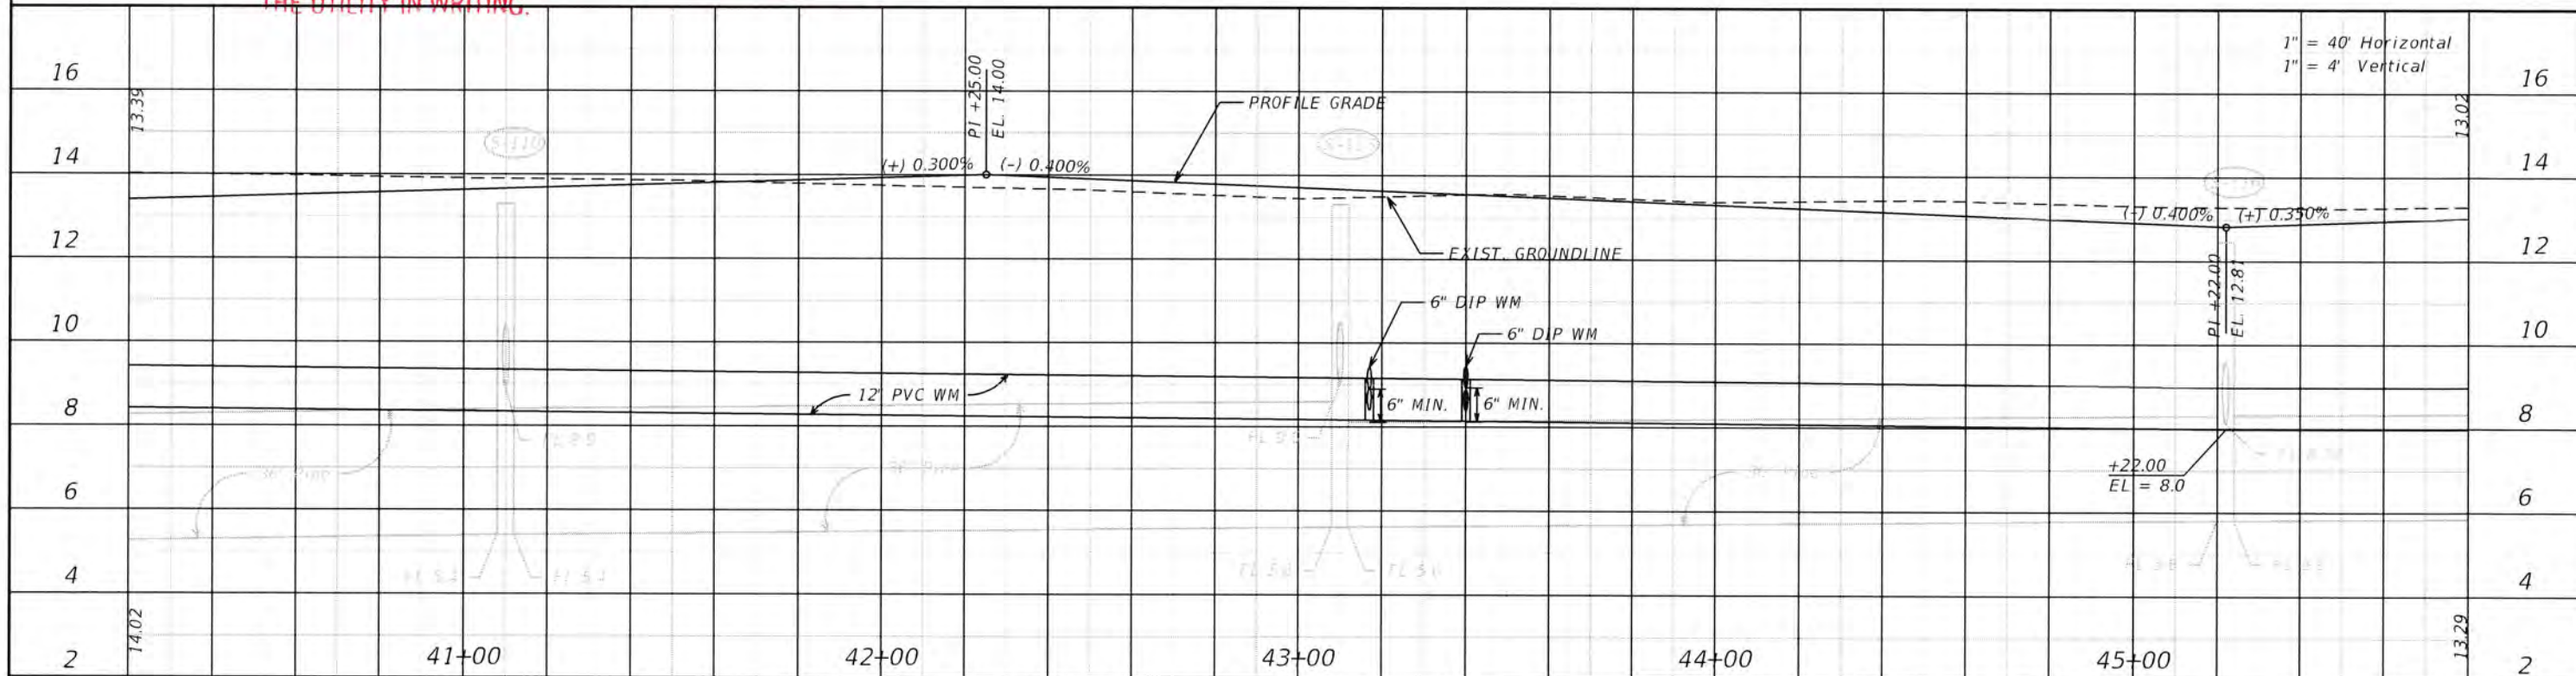 THE UTILITY IN WRITING.
1" = 40' Horizontal
1" = 4' Vertical
16
14
12
10
8
6
4
2
16
14
12
10
8
6
4
2
13.39
14.02
13.02
13.29
PI +25.00
EL. 14.00
(+) 0.300%
(-) 0.400%
PROFILE GRADE
EXIST. GROUNDLINE
6" DIP WM
6" DIP WM
6" MIN.
6" MIN.
12" PVC WM
(-) 0.400%
(+) 0.350%
PI +22.00
EL. 12.81
+22.00
EL = 8.0
41+00
42+00
43+00
44+00
45+00